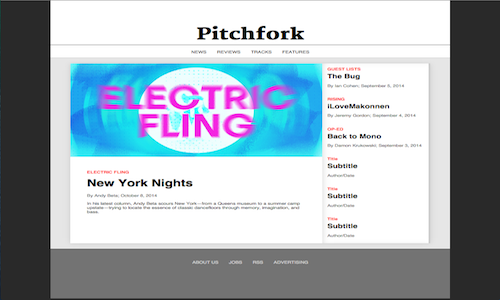 Pitchfork
NEWS REVIEWS TRACKS FEATURES
ELECTRIC
FLING
ELECTRIC FLING
New York Nights
By Andy Beta, October 6, 2014
In his latest column, Andy Beta scours New York—from a Queens museum to a summer camp
upstate—trying to locate the essence of classic dancefloors through memory, imagination, and
trees.
GUEST LISTS
The Bug
By Ian Cohen, September 5, 2014
RISING
iLoveMakonnen
By Jeremy Gordon, September 4, 2014
OP-ED
Back to Mono
By Damon Krukowski, September 3, 2014
Title
Subtitle
Author/Date
Title
Subtitle
Author/Date
Title
Subtitle
Author/Date
ABOUT US JOBS RSS ADVERTISING